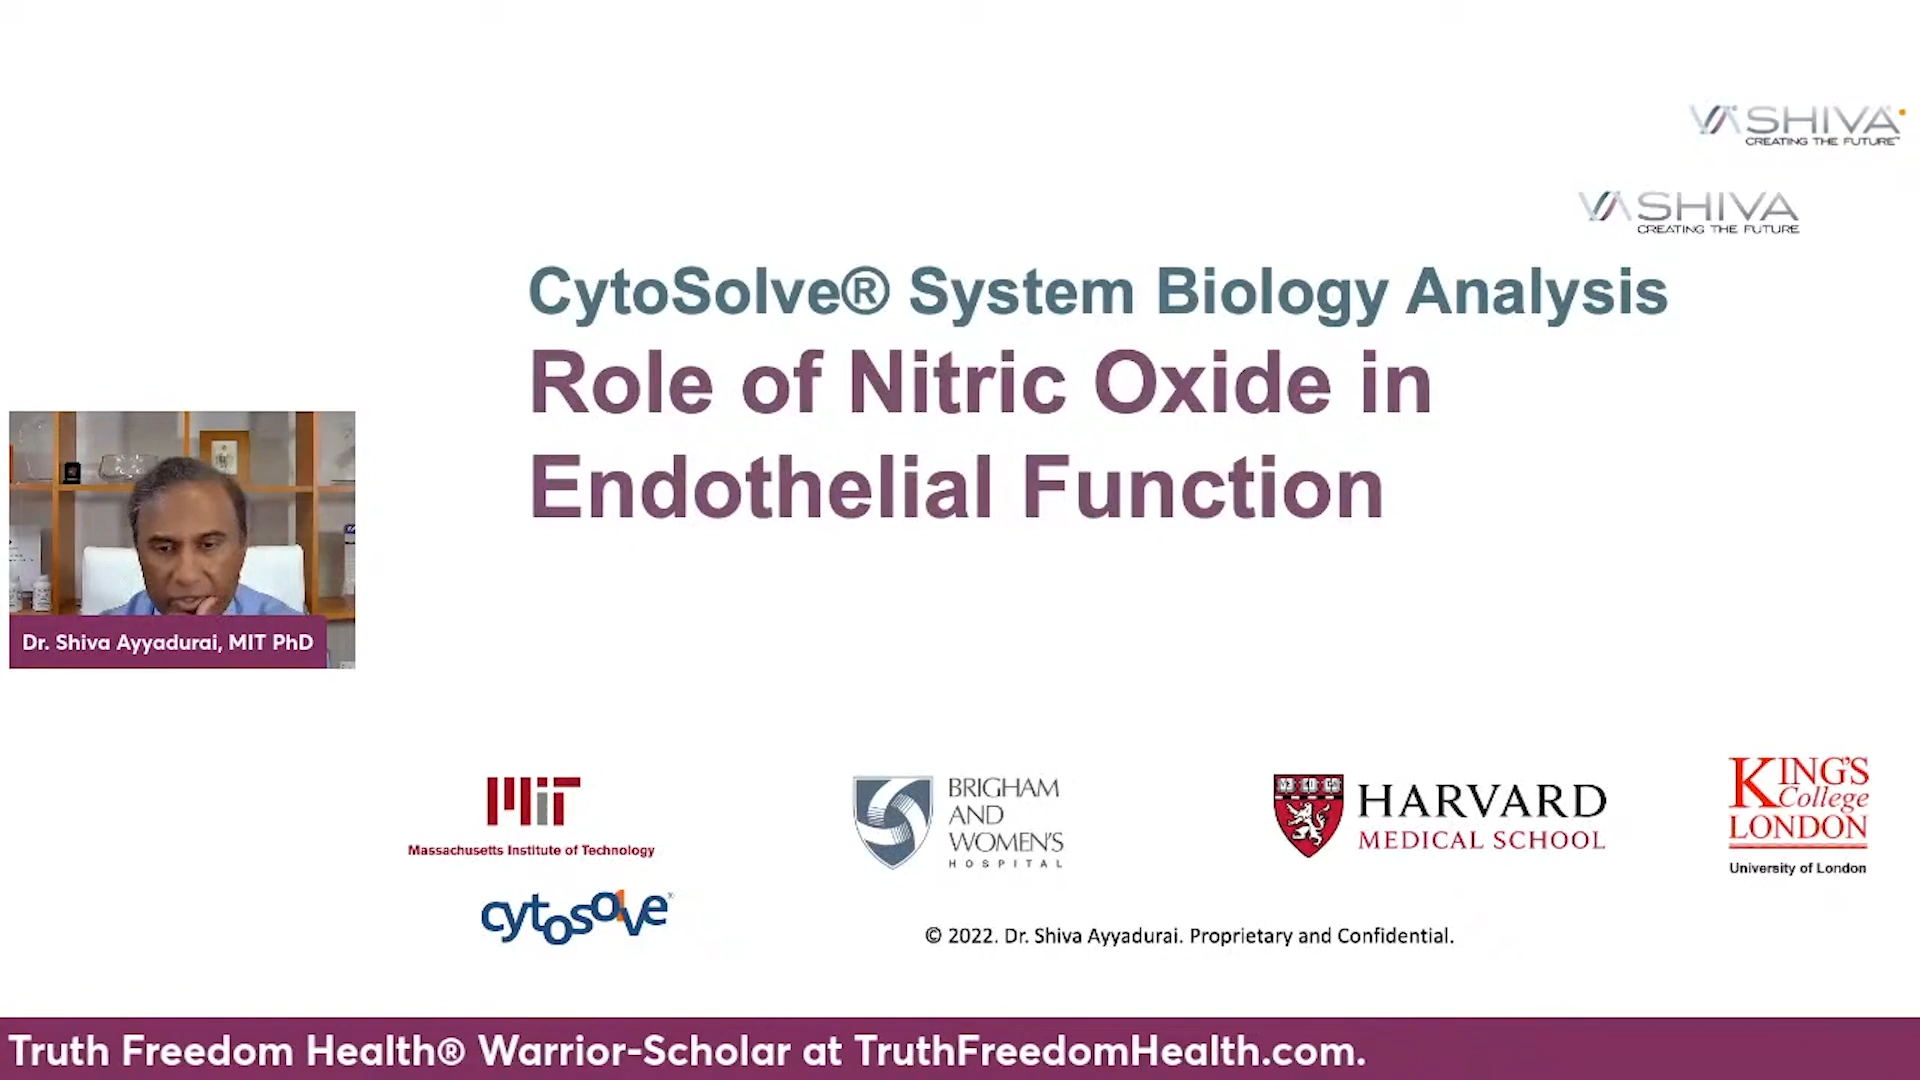 VASHIVA
CREATING THE FUTURE
VASHIVA
CREATING THE FUTURE
CytoSolve® System Biology Analysis
Role of Nitric Oxide in
Endothelial Function
Dr. Shiva Ayyadurai, MIT PhD
MIT
Massachusetts Institute of Technology
cytosolve®
BRIGHAM
AND
WOMEN'S
HOSPITAL
HARVARD
MEDICAL SCHOOL
KING'S
College
LONDON
University of London
© 2022. Dr. Shiva Ayyadurai. Proprietary and Confidential.
Truth Freedom Health® Warrior-Scholar at TruthFreedomHealth.com.